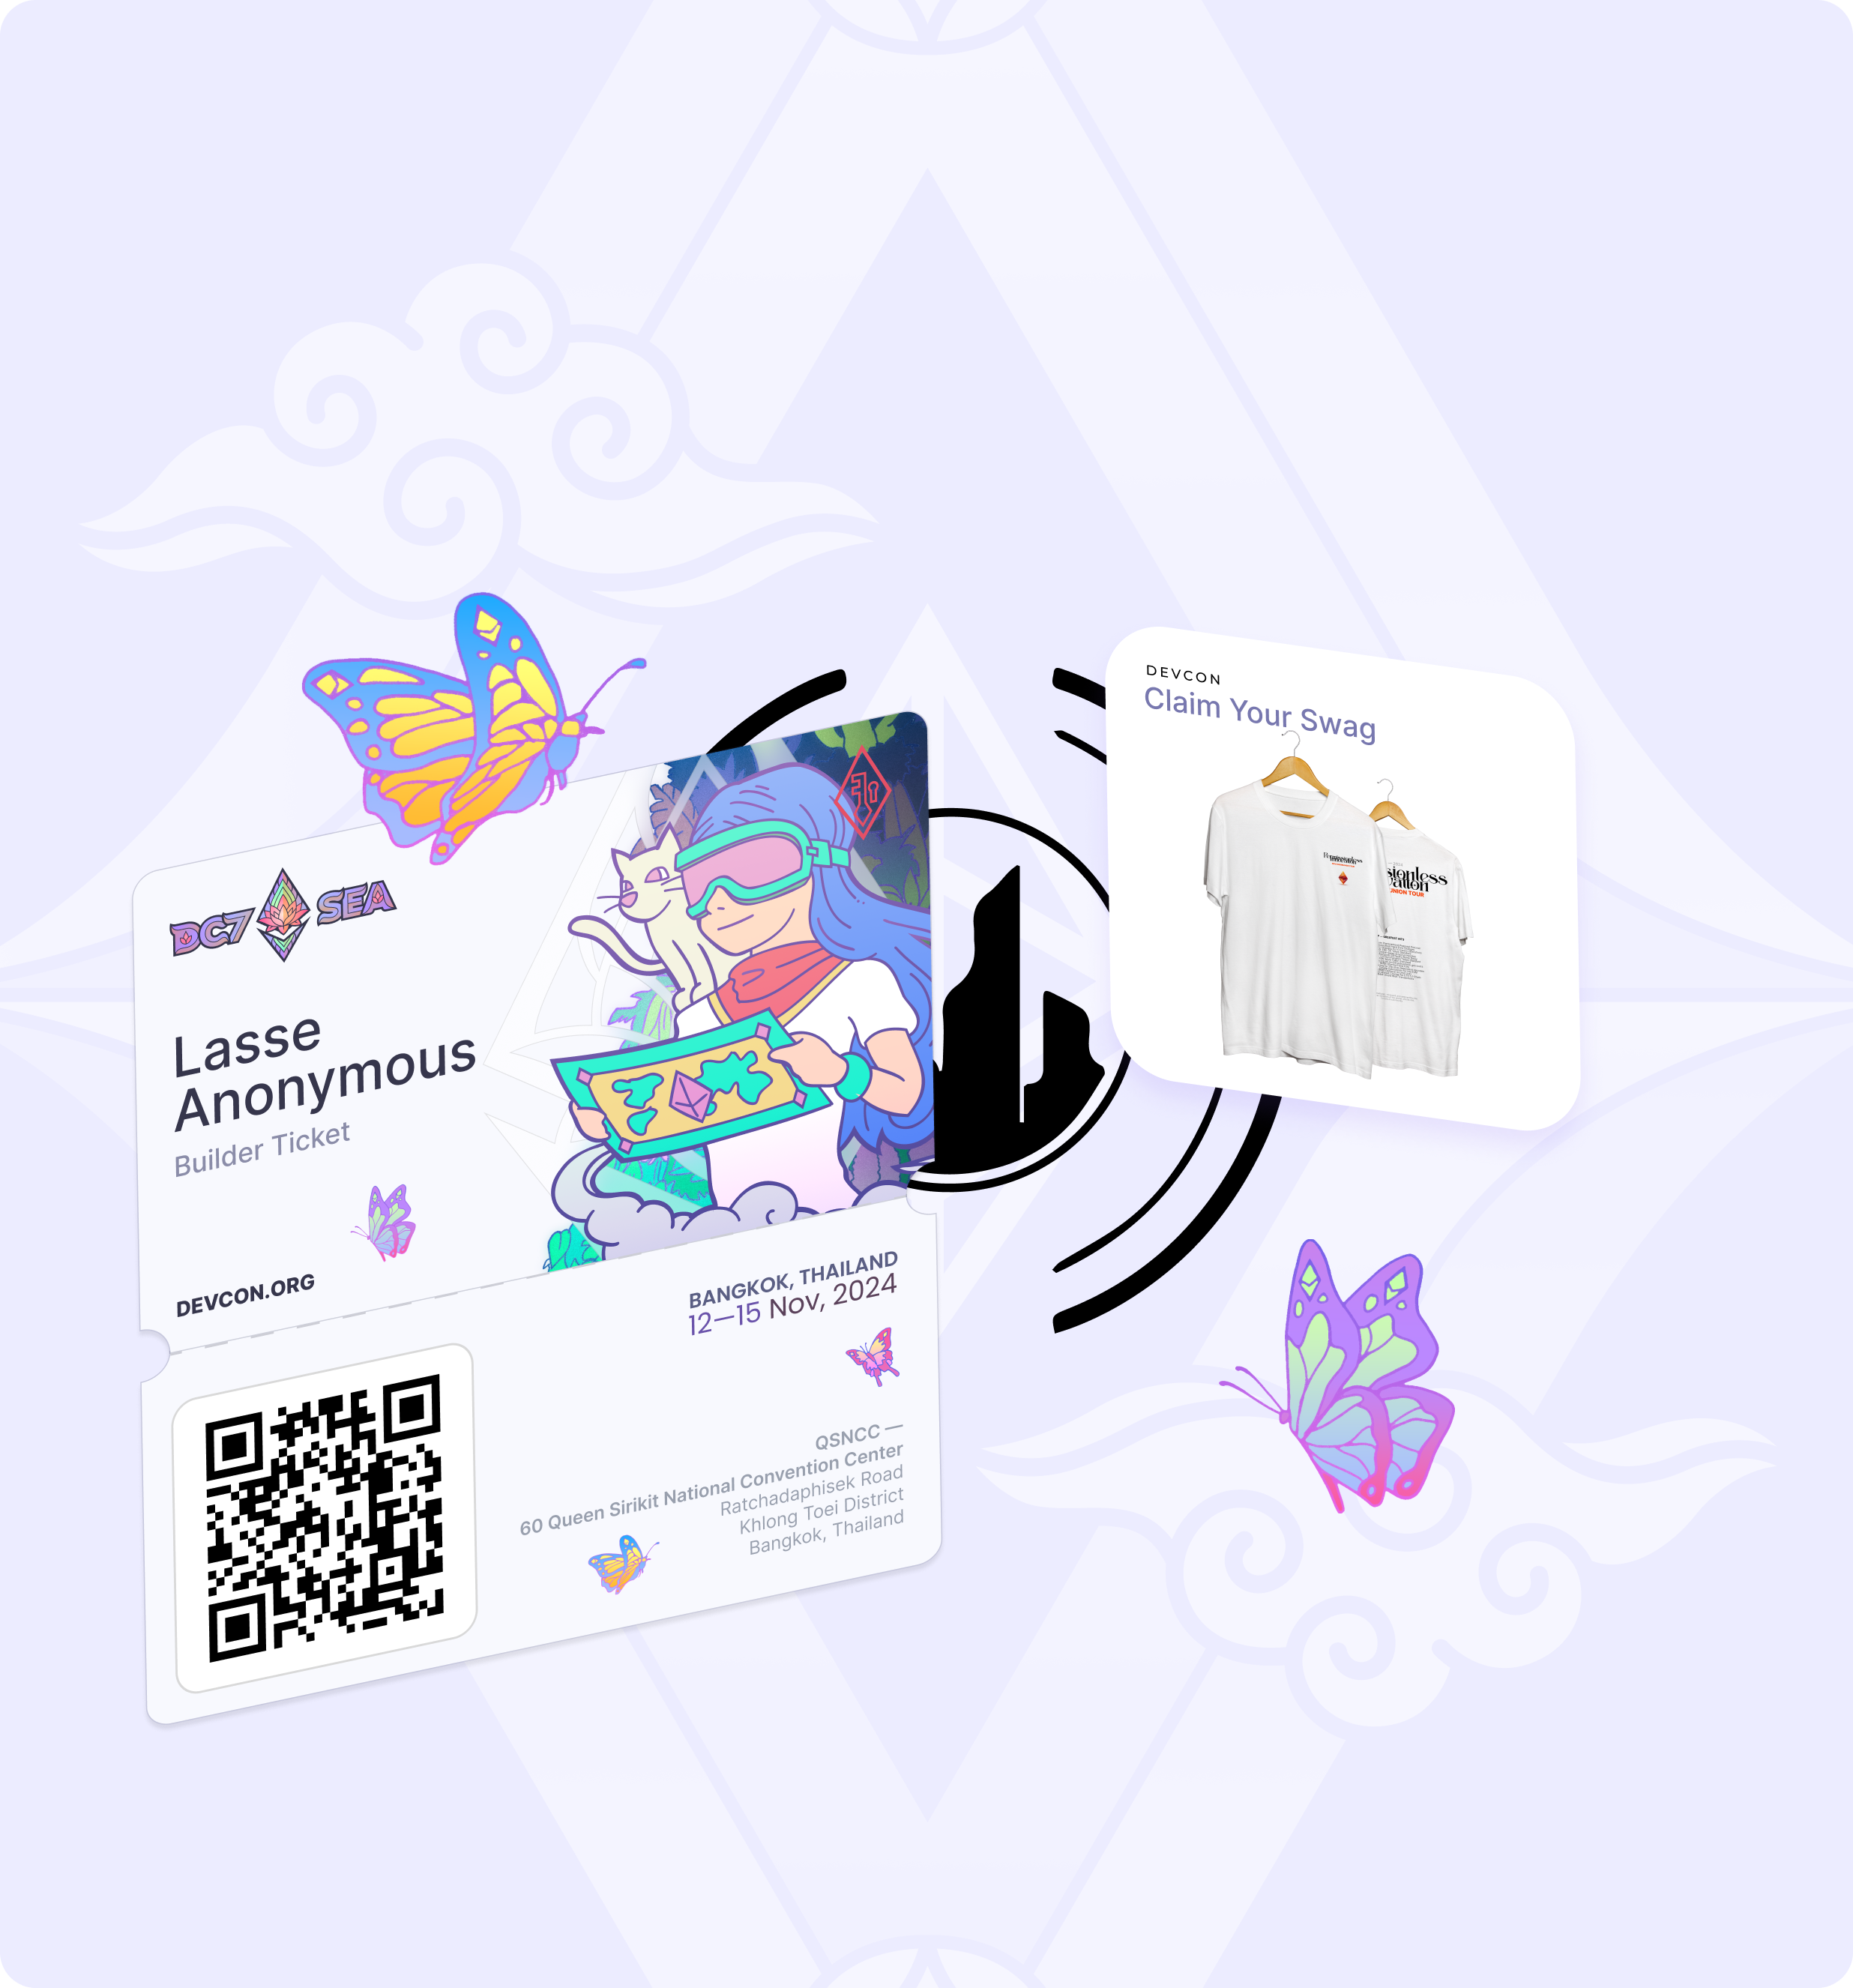 DC7 SEA
Lasse
Anonymous
Builder Ticket
DEVCON.ORG
BANGKOK, THAILAND
12—15 Nov, 2024
QSNCC —
60 Queen Sirikit National Convention Center
Ratchadaphisek Road
Khlong Toei District
Bangkok, Thailand
DEVCON
Claim Your Swag